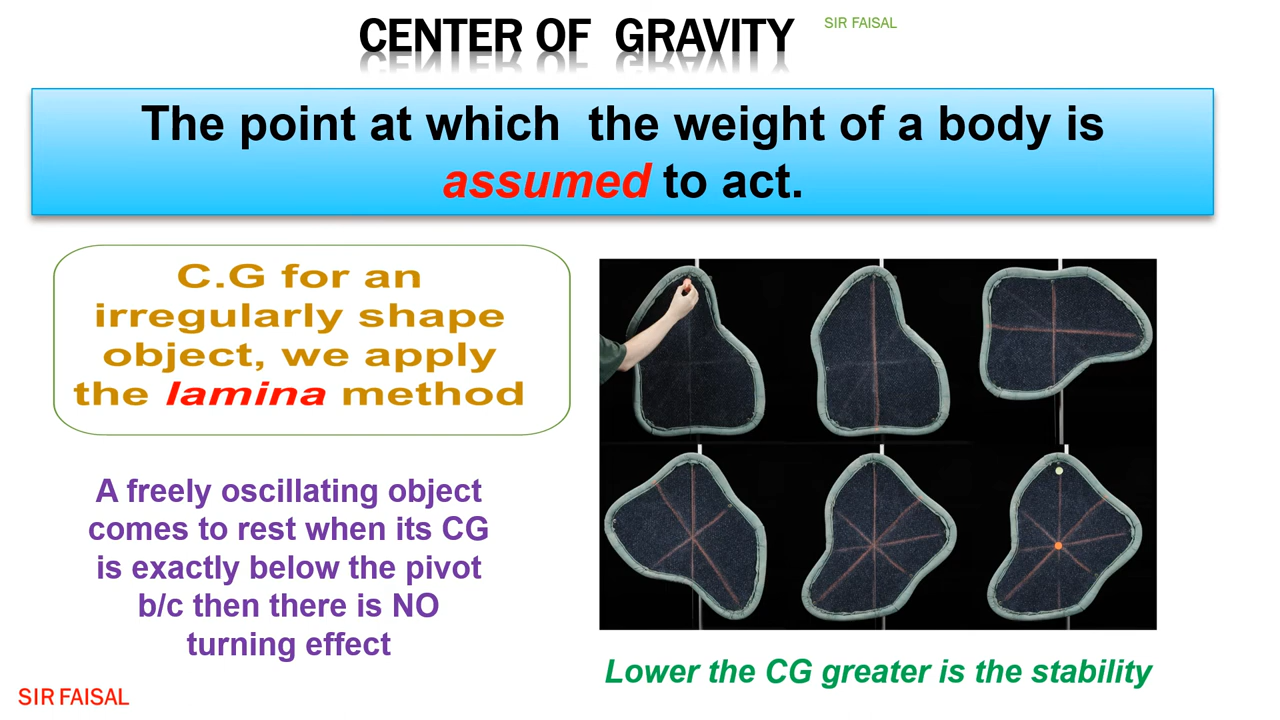 CENTER OF GRAVITY
SIR FAISAL
The point at which the weight of a body is
assumed to act.
C.G for an
irregularly shape
object, we apply
the lamina method
A freely oscillating object
comes to rest when its CG
is exactly below the pivot
b/c then there is NO
turning effect
Lower the CG greater is the stability
SIR FAISAL